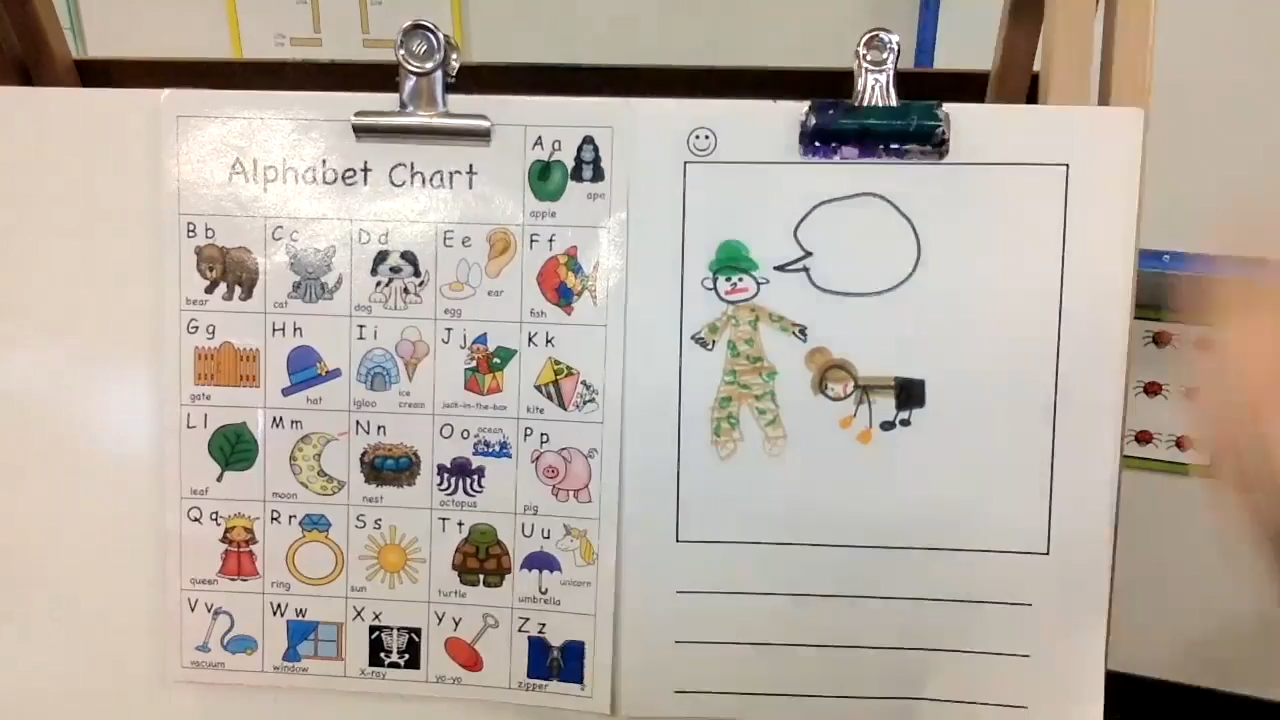 Alphabet Chart
A a
apple
ape
B b
bear
C c
cat
D d
dog
E e
egg
ear
F f
fish
G g
gate
H h
hat
I i
igloo
ice
cream
J j
jack-in-the-box
K k
kite
L l
leaf
M m
moon
N n
nest
O o
ocean
octopus
P p
pig
Q q
queen
R r
ring
S s
sun
T t
turtle
U u
umbrella
unicorn
V v
vacuum
W w
window
X x
x-ray
Y y
yo-yo
Z z
zipper